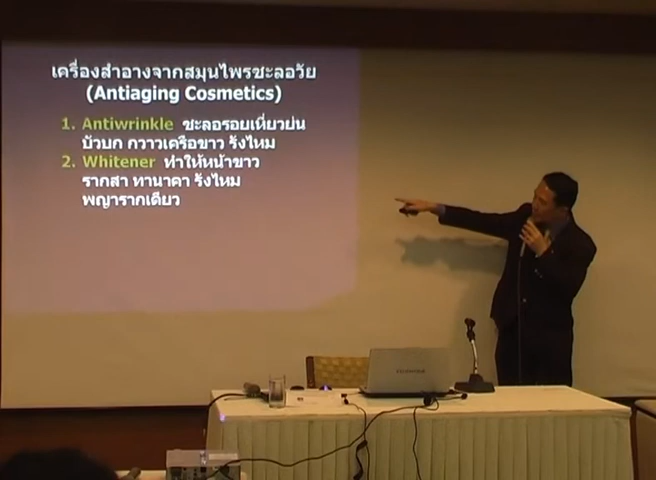 เครื่องสำอางจากสมุนไพรชะลอวัย
(Antiaging Cosmetics)
1. Antiwrinkle ชะลอรอยเหี่ยวย่น
บัวบก กวาวเครือขาว รังไหม
2. Whitener ทำให้หน้าขาว
รากสา ทานาคา รังไหม
พญารากเดียว